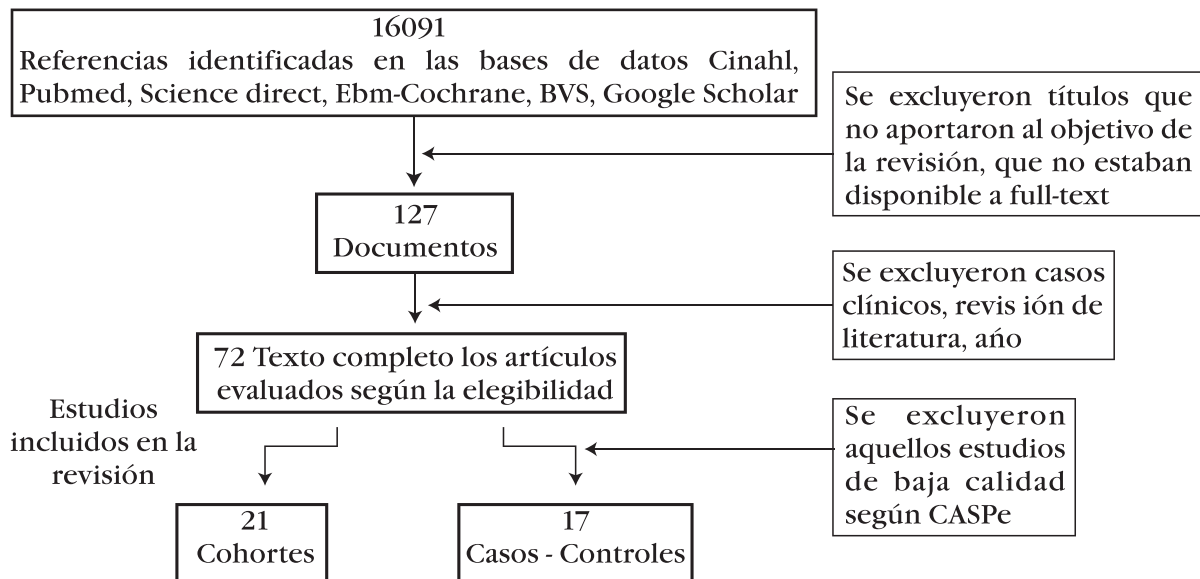 16091
Referencias identificadas en las bases de datos Cinahl,
Pubmed, Science direct, Ebm-Cochrane, BVS, Google Scholar
Se excluyeron títulos que
no aportaron al objetivo de
la revisión, que no estaban
disponible a full-text
127
Documentos
Se excluyeron casos
clínicos, revis ión de
literatura, ańo
72 Texto completo los artículos
evaluados según la elegibilidad
Estudios
incluidos en la
revisión
Se excluyeron
aquellos estudios
de baja calidad
según CASPe
21
Cohortes
17
Casos - Controles